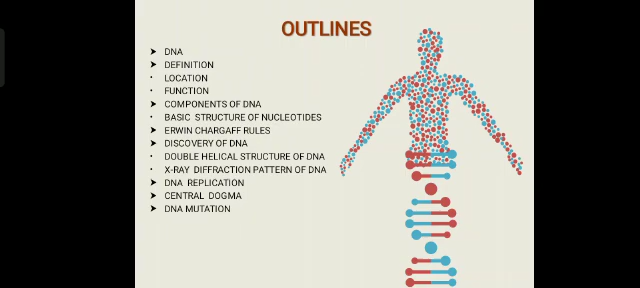 OUTLINES
➤ DNA
➤ DEFINITION
• LOCATION
• FUNCTION
➤ COMPONENTS OF DNA
• BASIC STRUCTURE OF NUCLEOTIDES
➤ ERWIN CHARGAFF RULES
➤ DISCOVERY OF DNA
• DOUBLE HELICAL STRUCTURE OF DNA
• X-RAY DIFFRACTION PATTERN OF DNA
➤ DNA REPLICATION
➤ CENTRAL DOGMA
➤ DNA MUTATION